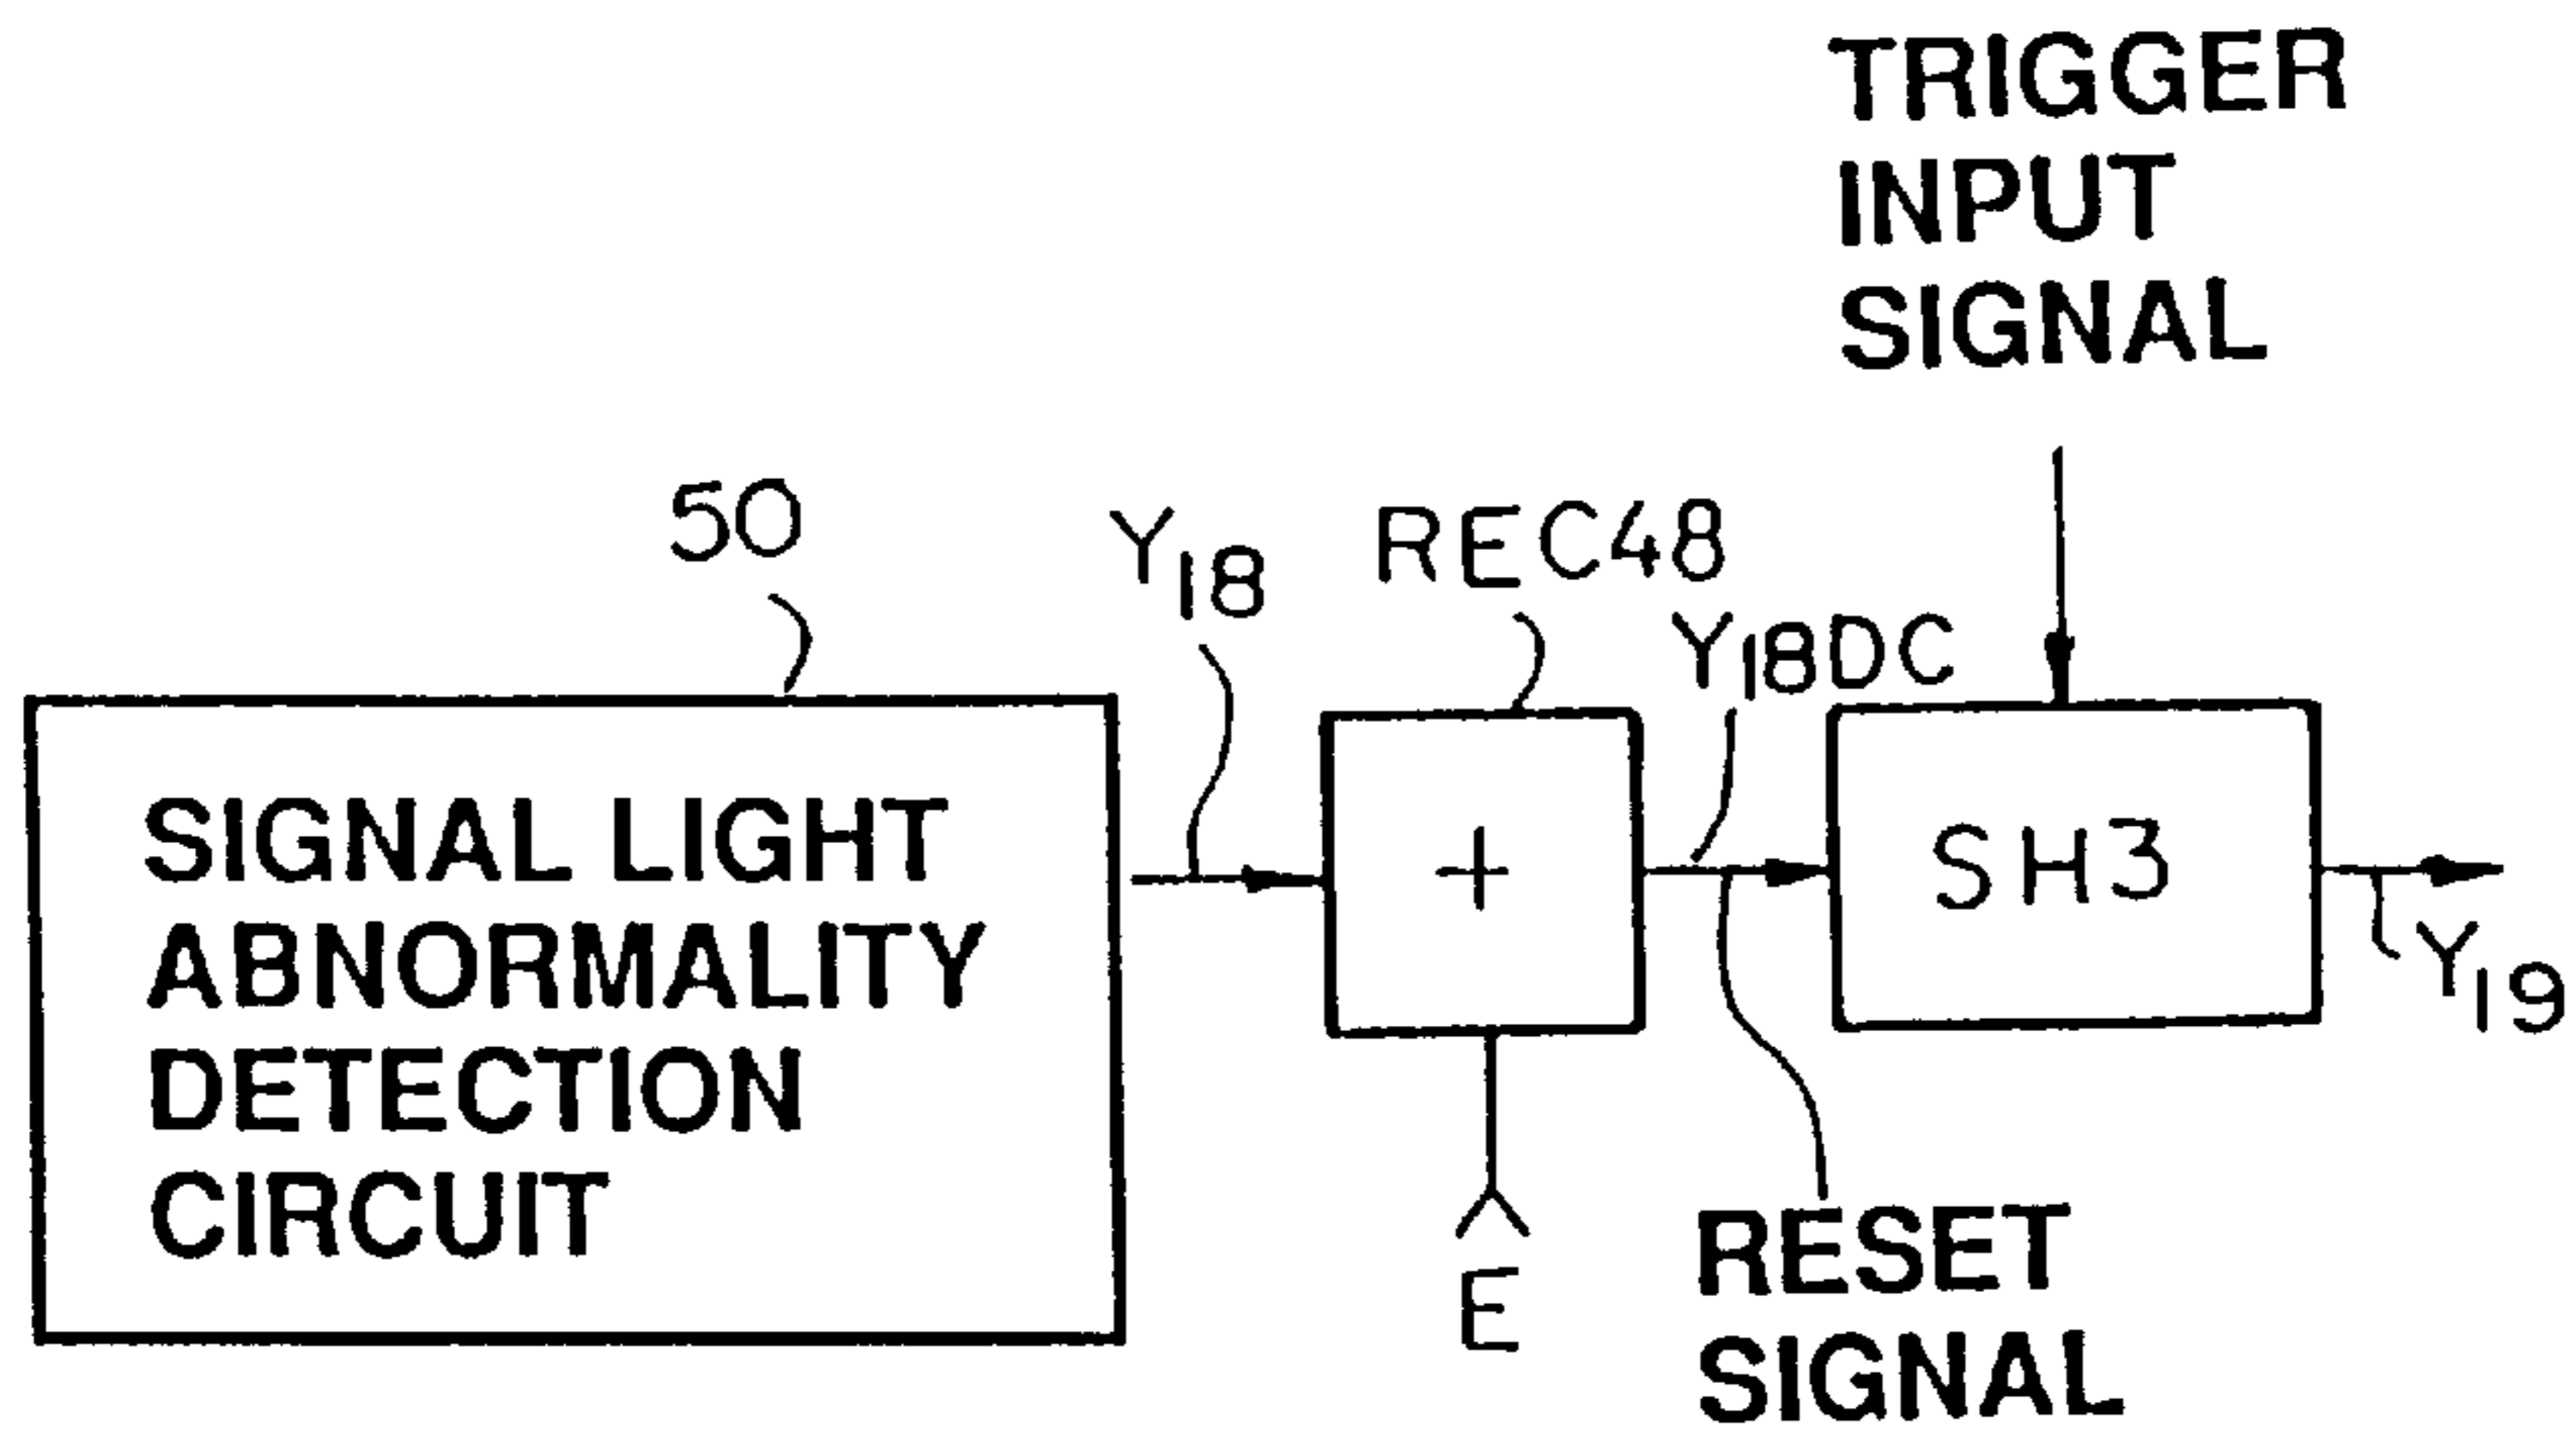 TRIGGER
INPUT
SIGNAL
50
Y18
REC48
Y18DC
SIGNAL LIGHT
ABNORMALITY
DETECTION
CIRCUIT
+
SH3
Y19
E
RESET
SIGNAL